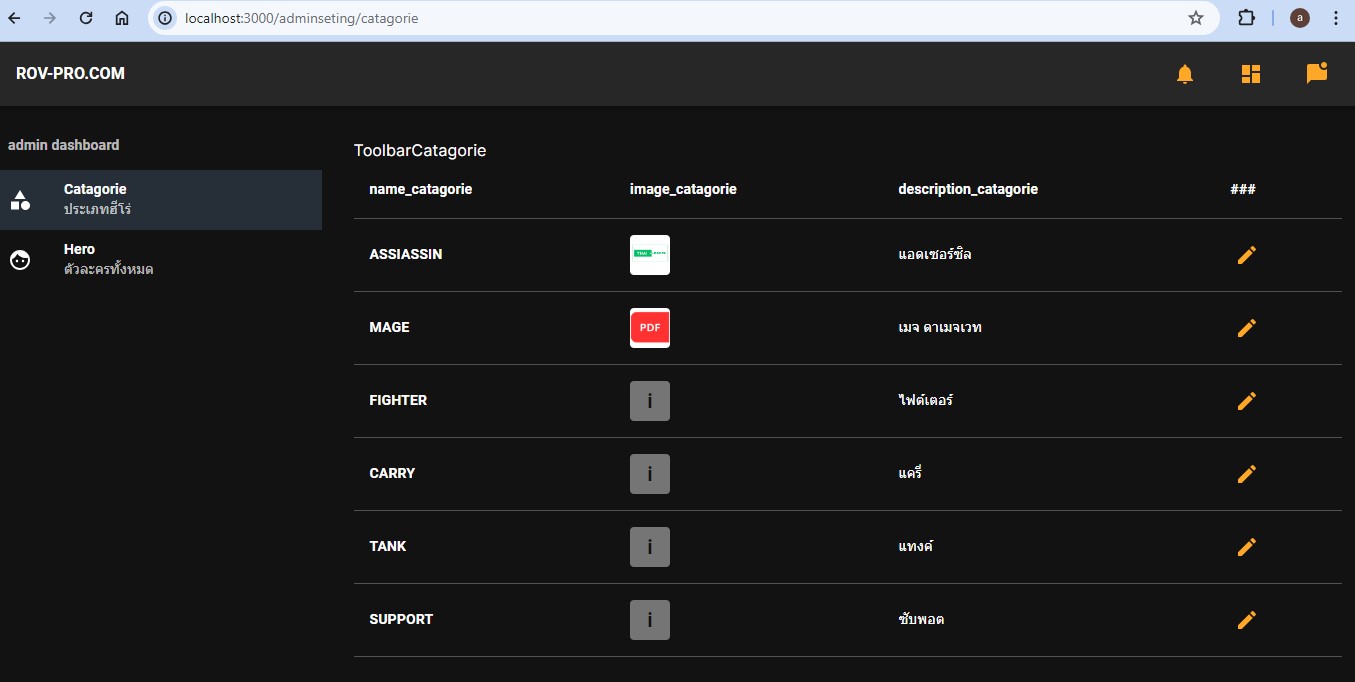 localhost:3000/adminseting/catagorie
a
ROV-PRO.COM
admin dashboard
Catagorie
ประเภทฮีโร่
Hero
ตัวละครทั้งหมด
ToolbarCatagorie
name_catagorie image_catagorie description_catagorie ###
ASSIASSIN แอดเซอร์ซิล
MAGE PDF เมจ ดาเมจเวท
FIGHTER i ไฟต์เตอร์
CARRY i แครี่
TANK i แทงค์
SUPPORT i ซับพอต